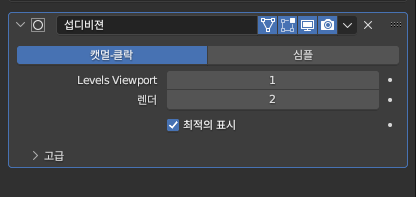 섭디비젼
캣멀-클락 심플
Levels Viewport 1
렌더 2
최적의 표시
고급